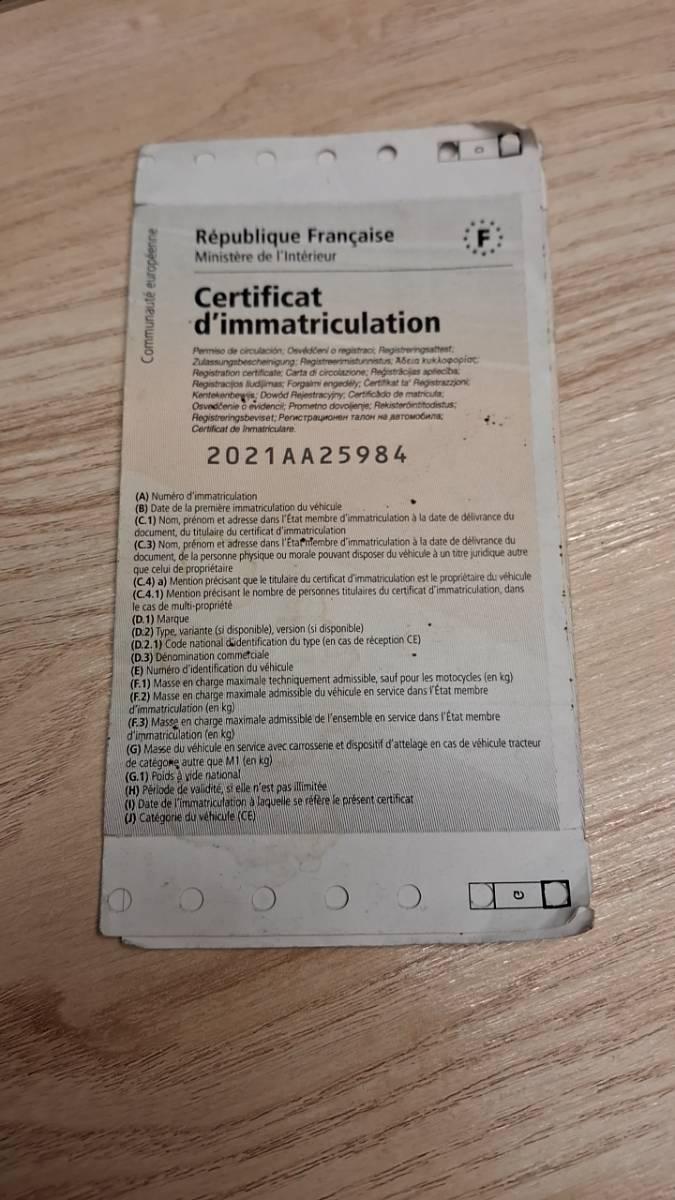 Communauté européenne
République Française
Ministère de l'Intérieur
F
Certificat
d'immatriculation
Permiso de circulación; Osvědčení o registraci; Registreringsattest;
Zulassungsbescheinigung; Registreerimistunnistus; Άδεια κυκλοφορίας;
Registration certificate; Carta di circolazione; Reģistrācijas apliecība;
Registracijos liudijimas; Forgalmi engedély; Ċertifikat ta' Reġistrazzjoni;
Kentekenbewijs; Dowód Rejestracyjny; Certificado de matrícula;
Osvedčenie o evidencii; Prometno dovoljenje; Rekisteröintitodistus;
Registreringsbeviset; Регистрационен талон на автомобила;
Certificat de înmatriculare.
2021AA25984
(A) Numéro d'immatriculation
(B) Date de la première immatriculation du véhicule
(C.1) Nom, prénom et adresse dans l'État membre d'immatriculation à la date de délivrance du
document, du titulaire du certificat d'immatriculation
(C.3) Nom, prénom et adresse dans l'État membre d'immatriculation à la date de délivrance du
document, de la personne physique ou morale pouvant disposer du véhicule à un titre juridique autre
que celui de propriétaire
(C.4) a) Mention précisant que le titulaire du certificat d'immatriculation est le propriétaire du véhicule
(C.4.1) Mention précisant le nombre de personnes titulaires du certificat d'immatriculation, dans
le cas de multi-propriété
(D.1) Marque
(D.2) Type, variante (si disponible), version (si disponible)
(D.2.1) Code national d'identification du type (en cas de réception CE)
(D.3) Dénomination commerciale
(E) Numéro d'identification du véhicule
(F.1) Masse en charge maximale techniquement admissible, sauf pour les motocycles (en kg)
(F.2) Masse en charge maximale admissible du véhicule en service dans l'État membre
d'immatriculation (en kg)
(F.3) Masse en charge maximale admissible de l'ensemble en service dans l'État membre
d'immatriculation (en kg)
(G) Masse du véhicule en service avec carrosserie et dispositif d'attelage en cas de véhicule tracteur
de catégorie autre que M1 (en kg)
(G.1) Poids à vide national
(H) Période de validité, si elle n'est pas illimitée
(I) Date de l'immatriculation à laquelle se réfère le présent certificat
(J) Catégorie du véhicule (CE)